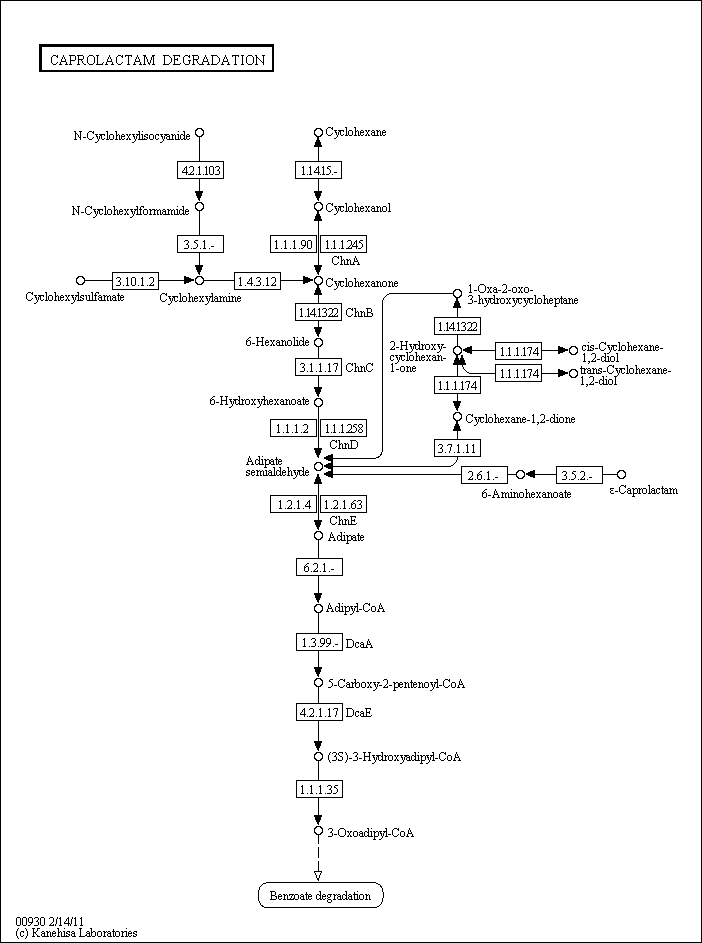 CAPROLACTAM DEGRADATION
N-Cyclohexylisocyanide
Cyclohexane
4.2.1.103
1.14.15.-
N-Cyclohexylformamide
Cyclohexanol
3.5.1.-
1.1.1.90
1.1.1.245
ChnA
3.10.1.2
1.4.3.12
Cyclohexanone
Cyclohexylsulfamate
Cyclohexylamine
1-Oxa-2-oxo-
3-hydroxycycloheptane
1.14.13.22
ChnB
1.14.13.22
6-Hexanolide
2-Hydroxy-
cyclohexan-
1-one
1.1.1.174
cis-Cyclohexane-
1,2-diol
3.1.1.17
ChnC
1.1.1.174
trans-Cyclohexane-
1,2-diol
1.1.1.174
6-Hydroxyhexanoate
Cyclohexane-1,2-dione
1.1.1.2
1.1.1.258
ChnD
3.7.1.11
Adipate
semialdehyde
2.6.1.-
3.5.2.-
6-Aminohexanoate
ε-Caprolactam
1.2.1.4
1.2.1.63
ChnE
Adipate
6.2.1.-
Adipyl-CoA
1.3.99.-
DcaA
5-Carboxy-2-pentenoyl-CoA
4.2.1.17
DcaE
(3S)-3-Hydroxyadipyl-CoA
1.1.1.35
3-Oxoadipyl-CoA
Benzoate degradation
00930 2/14/11
(c) Kanehisa Laboratories